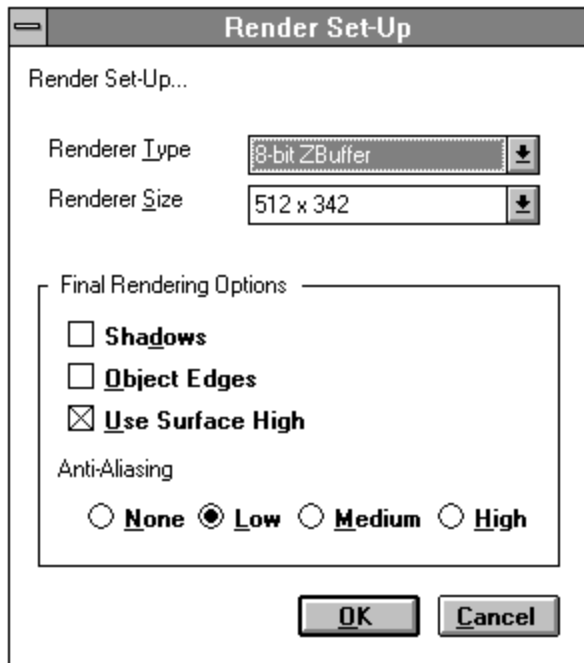 Render Set-Up
Render Set-Up...
Renderer Type 8-bit ZBuffer
Renderer Size 512 x 342
Final Rendering Options
Shadows
Object Edges
Use Surface High
Anti-Aliasing
None Low Medium High
OK Cancel